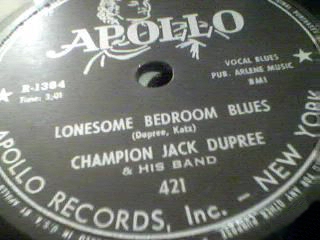 APOLLO
R-1384
Time: 3:01
VOCAL BLUES
PUB. ARLENE MUSIC
BMI
LONESOME BEDROOM BLUES
(Dupree, Katz)
CHAMPION JACK DUPREE
& HIS BAND
421
APOLLO RECORDS, Inc. - NEW YORK